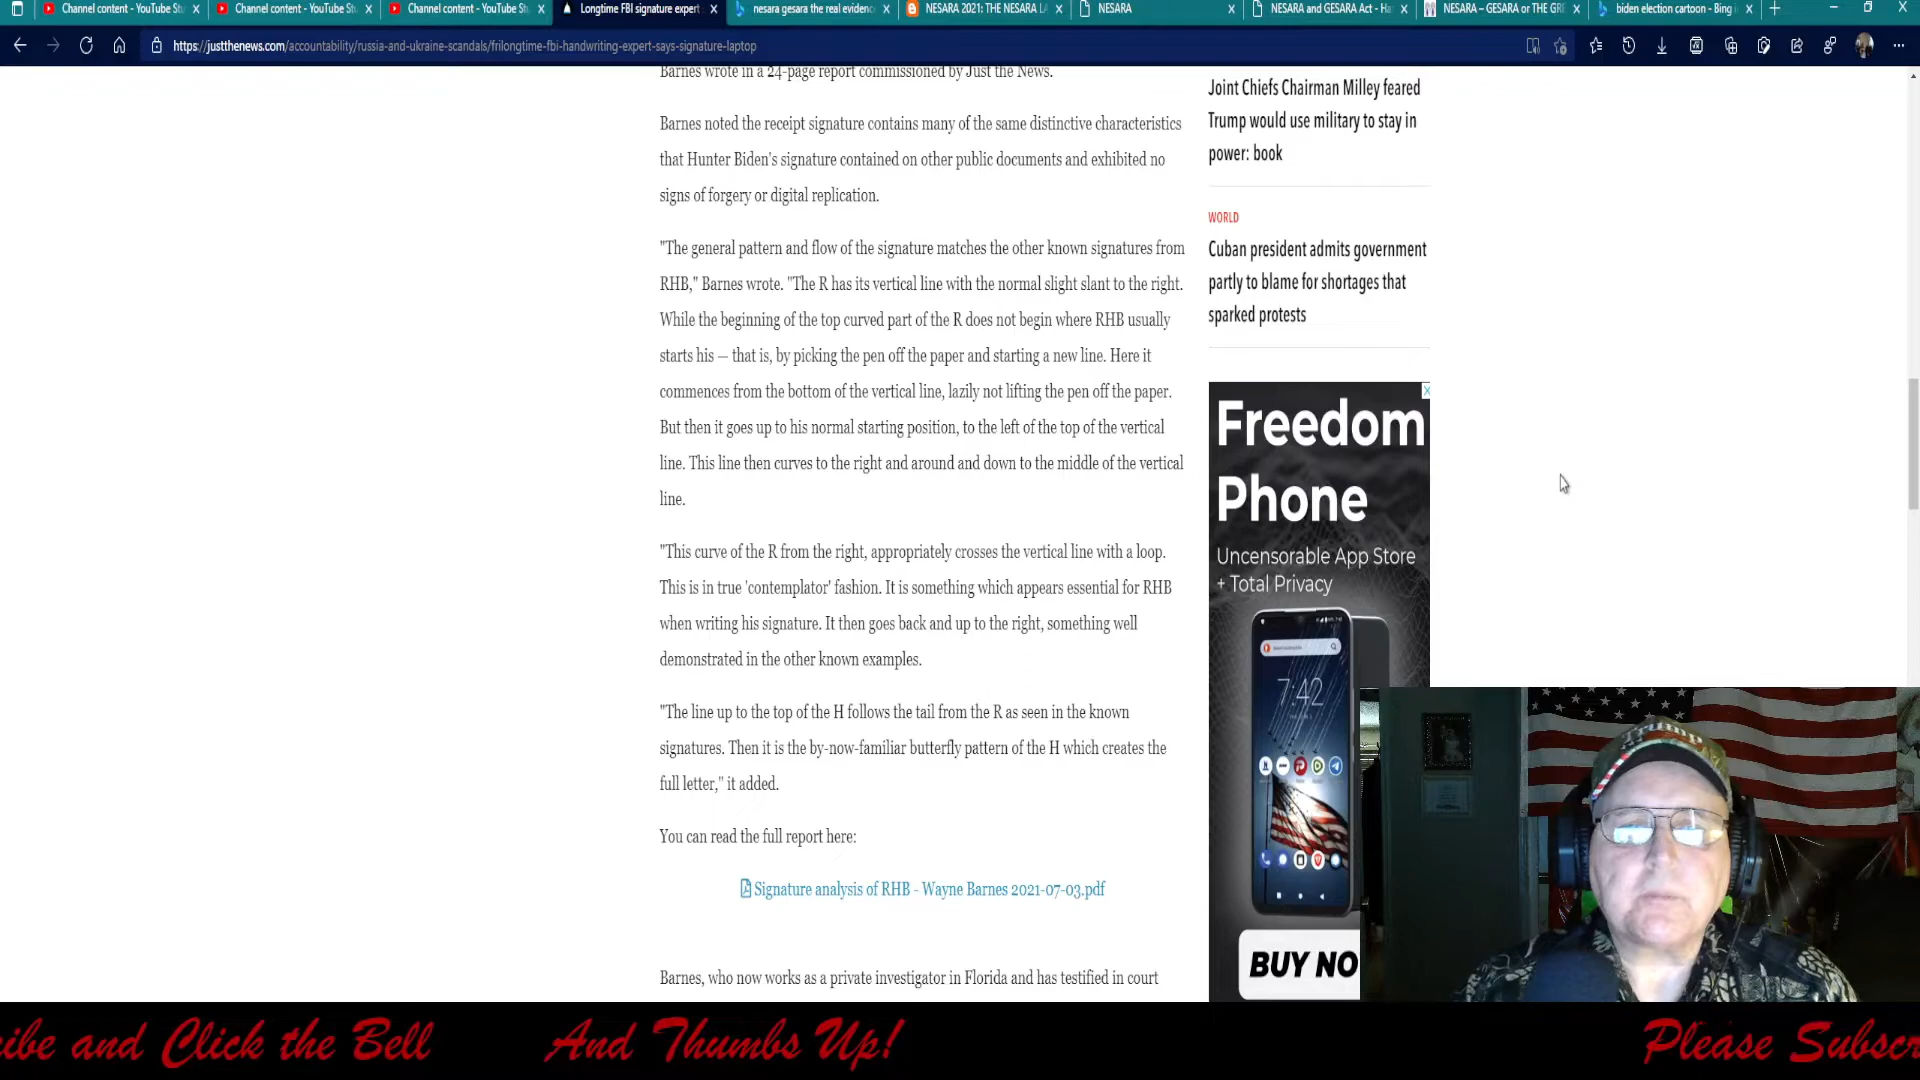 Channel content - YouTube Stu
Channel content - YouTube Stu
Channel content - YouTube Stu
Longtime FBI signature expert
nesara gesara the real evidenc
NESARA 2021: THE NESARA LA
NESARA
NESARA and GESARA Act - Ha
NESARA – GESARA or THE GRE
biden election cartoon - Bing i
https://justthenews.com/accountability/russia-and-ukraine-scandals/frilongtime-fbi-handwriting-expert-says-signature-laptop
Barnes wrote in a 24-page report commissioned by Just the News.
Barnes noted the receipt signature contains many of the same distinctive characteristics
that Hunter Biden's signature contained on other public documents and exhibited no
signs of forgery or digital replication.
"The general pattern and flow of the signature matches the other known signatures from
RHB," Barnes wrote. "The R has its vertical line with the normal slight slant to the right.
While the beginning of the top curved part of the R does not begin where RHB usually
starts his — that is, by picking the pen off the paper and starting a new line. Here it
commences from the bottom of the vertical line, lazily not lifting the pen off the paper.
But then it goes up to his normal starting position, to the left of the top of the vertical
line. This line then curves to the right and around and down to the middle of the vertical
line.
"This curve of the R from the right, appropriately crosses the vertical line with a loop.
This is in true 'contemplator' fashion. It is something which appears essential for RHB
when writing his signature. It then goes back and up to the right, something well
demonstrated in the other known examples.
"The line up to the top of the H follows the tail from the R as seen in the known
signatures. Then it is the by-now-familiar butterfly pattern of the H which creates the
full letter," it added.
You can read the full report here:
Signature analysis of RHB - Wayne Barnes 2021-07-03.pdf
Barnes, who now works as a private investigator in Florida and has testified in court
Joint Chiefs Chairman Milley feared
Trump would use military to stay in
power: book
WORLD
Cuban president admits government
partly to blame for shortages that
sparked protests
Freedom
Phone
Uncensorable App Store
+ Total Privacy
7:42
BUY NO
ibe and Click the Bell And Thumbs Up! Please Subscr